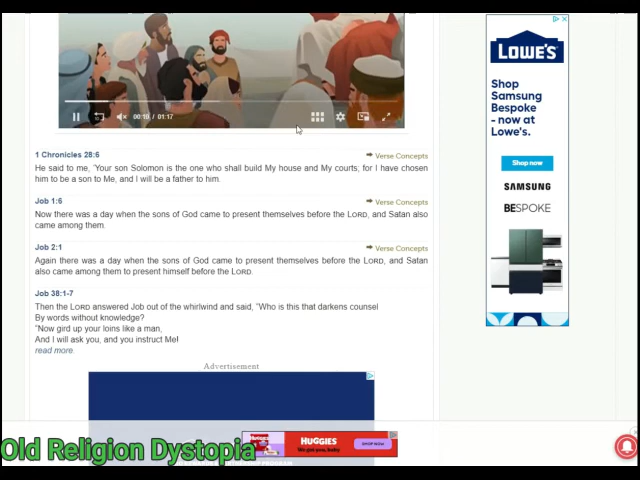 00:10 / 01:17
1 Chronicles 28:6
Verse Concepts
He said to me, 'Your son Solomon is the one who shall build My house and My courts; for I have chosen
him to be a son to Me, and I will be a father to him.
Job 1:6
Verse Concepts
Now there was a day when the sons of God came to present themselves before the LORD, and Satan also
came among them.
Job 2:1
Verse Concepts
Again there was a day when the sons of God came to present themselves before the LORD, and Satan
also came among them to present himself before the LORD.
Job 38:1-7
Then the LORD answered Job out of the whirlwind and said, "Who is this that darkens counsel
By words without knowledge?
"Now gird up your loins like a man,
And I will ask you, and you instruct Me!
read more
Advertisement
LOWE'S
Shop
Samsung
Bespoke
- now at
Lowe's.
Shop now
SAMSUNG
BESPOKE
HUGGIES
We got you, baby
SHOP NOW
Old Religion Dystopia